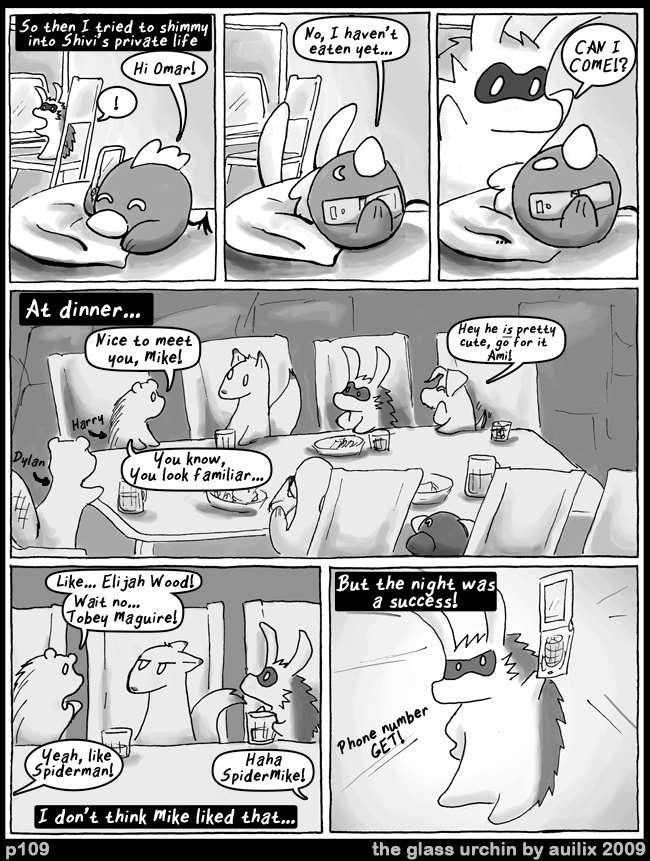 So then I tried to shimmy
into Shivi's private life
Hi Omar!
!
No, I haven't
eaten yet...
CAN I
COME!?
...
At dinner...
Nice to meet
you, Mike!
Hey he is pretty
cute, go for it
Ami!
Harry
Dylan
You know,
You look familiar...
Like... Elijah Wood!
Wait no...
Tobey Maguire!
Yeah, like
Spiderman!
Haha
SpiderMike!
I don't think Mike liked that...
But the night was
a success!
Phone number
GET!
p109
the glass urchin by auilix 2009